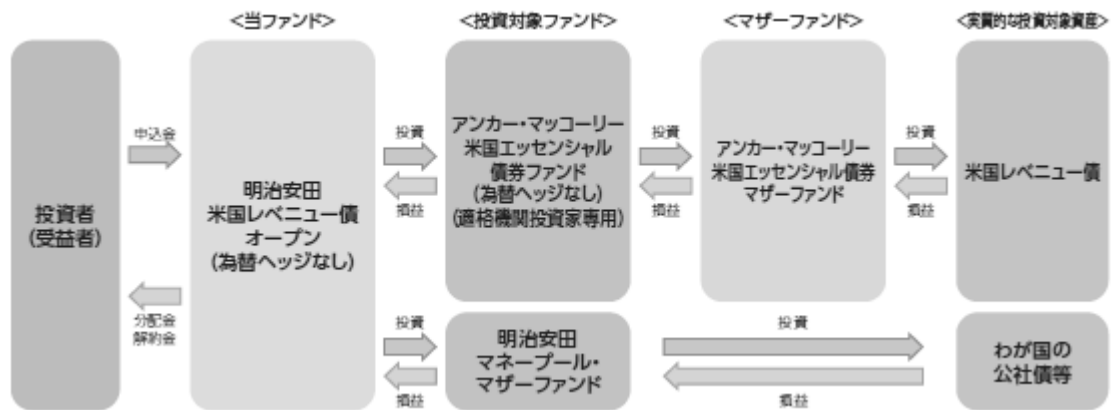 <当ファンド>
<投資対象ファンド>
<マザーファンド>
<実質的な投資対象資産>
投資者
(受益者)
申込金
分配金
解約金
明治安田
米国レベニュー債
オープン
(為替ヘッジなし)
投資
損益
アンカー・マッコーリー
米国エッセンシャル
債券ファンド
(為替ヘッジなし)
(適格機関投資家専用)
投資
損益
アンカー・マッコーリー
米国エッセンシャル債券
マザーファンド
投資
損益
米国レベニュー債
投資
損益
明治安田
マネープール・
マザーファンド
投資
損益
わが国の
公社債等